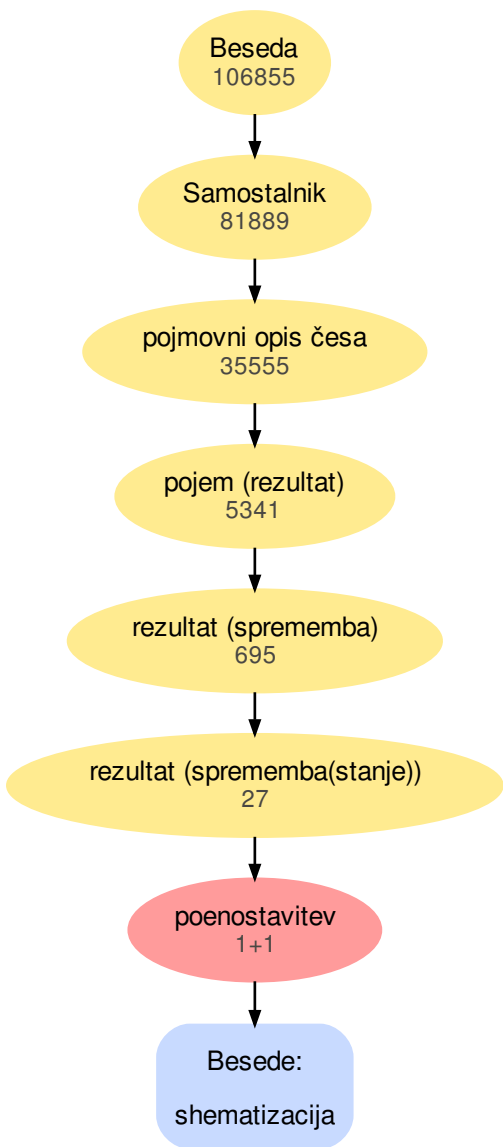 Beseda
106855
Samostalnik
81889
pojmovni opis česa
35555
pojem (rezultat)
5341
rezultat (sprememba)
695
rezultat (sprememba(stanje))
27
poenostavitev
1+1
Besede:
shematizacija